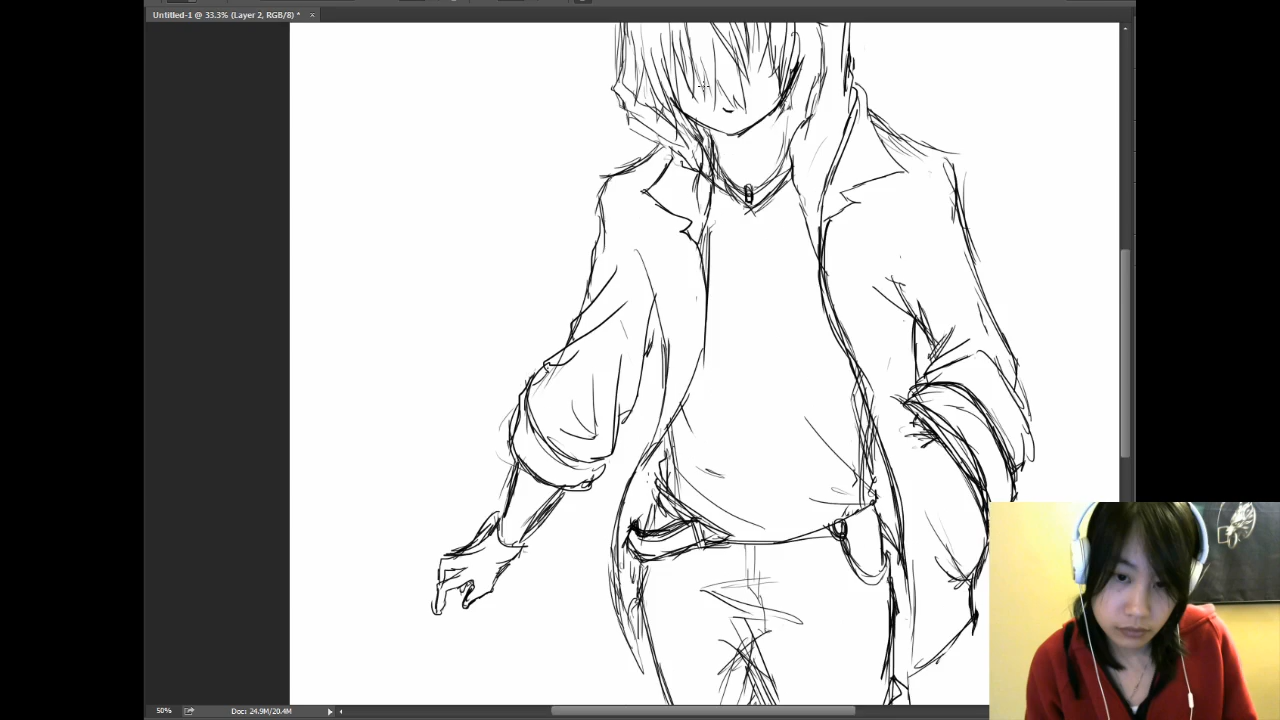 Untitled-1 @ 33.3% (Layer 2, RGB/8) *
50%
Doc: 24.9M/20.4M